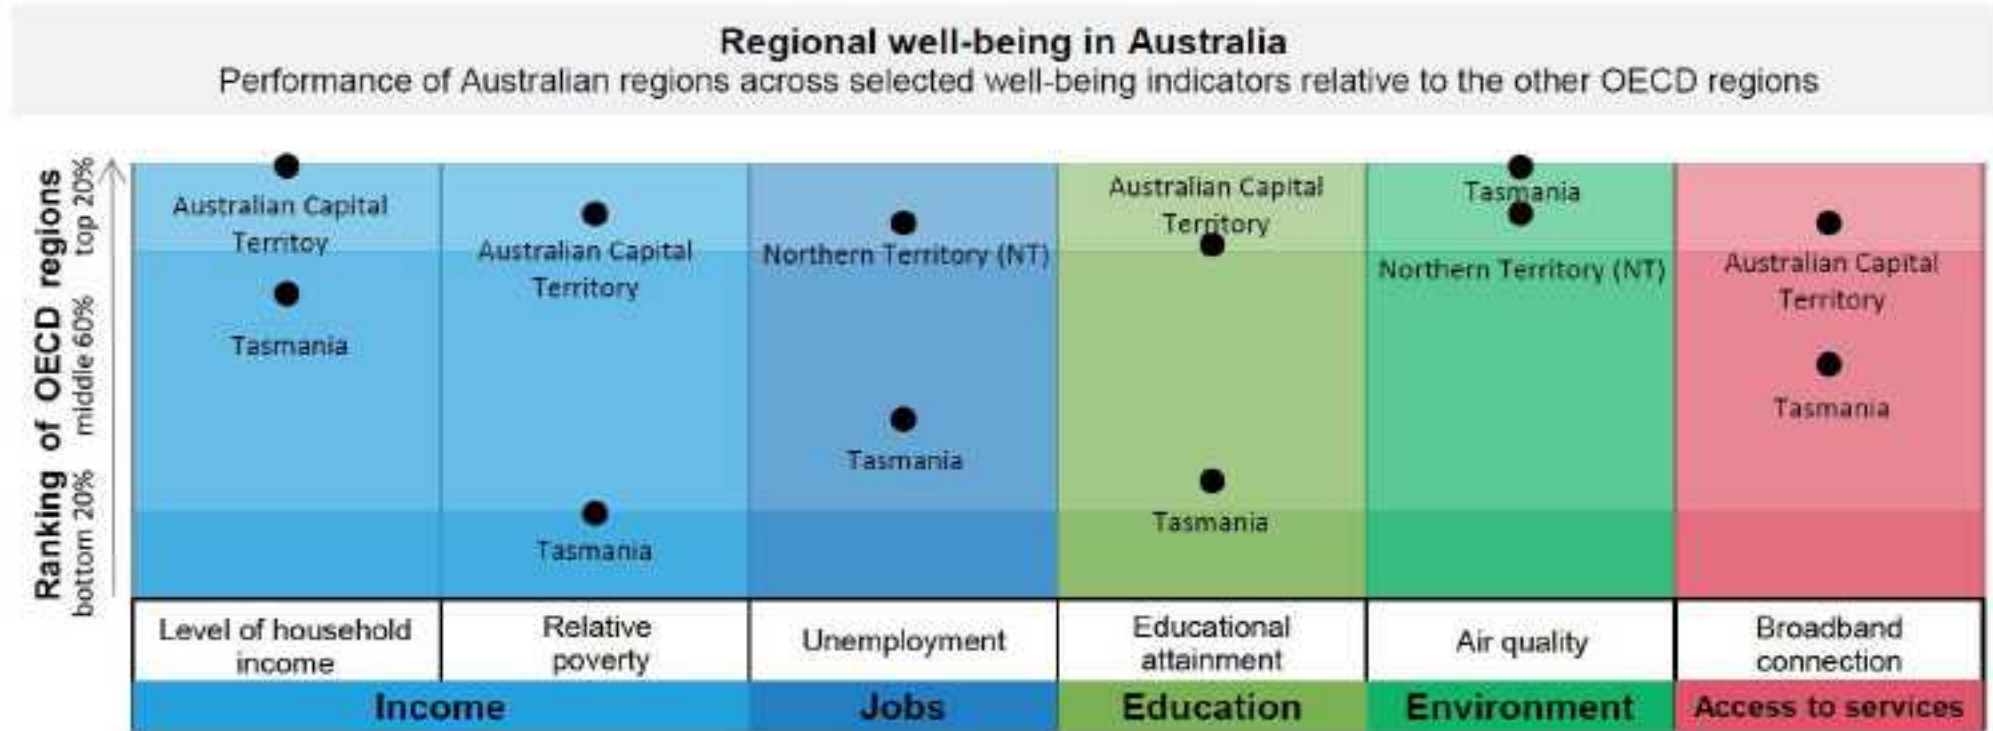 Regional well-being in Australia
Performance of Australian regions across selected well-being indicators relative to the other OECD regions
Ranking of OECD regions
top 20%
middle 60%
bottom 20%
Australian Capital
Territoy
Tasmania
Australian Capital
Territory
Tasmania
Northern Territory (NT)
Tasmania
Australian Capital
Territory
Tasmania
Tasmania
Northern Territory (NT)
Australian Capital
Territory
Tasmania
Level of household
income
Relative
poverty
Unemployment
Educational
attainment
Air quality
Broadband
connection
Income
Jobs
Education
Environment
Access to services